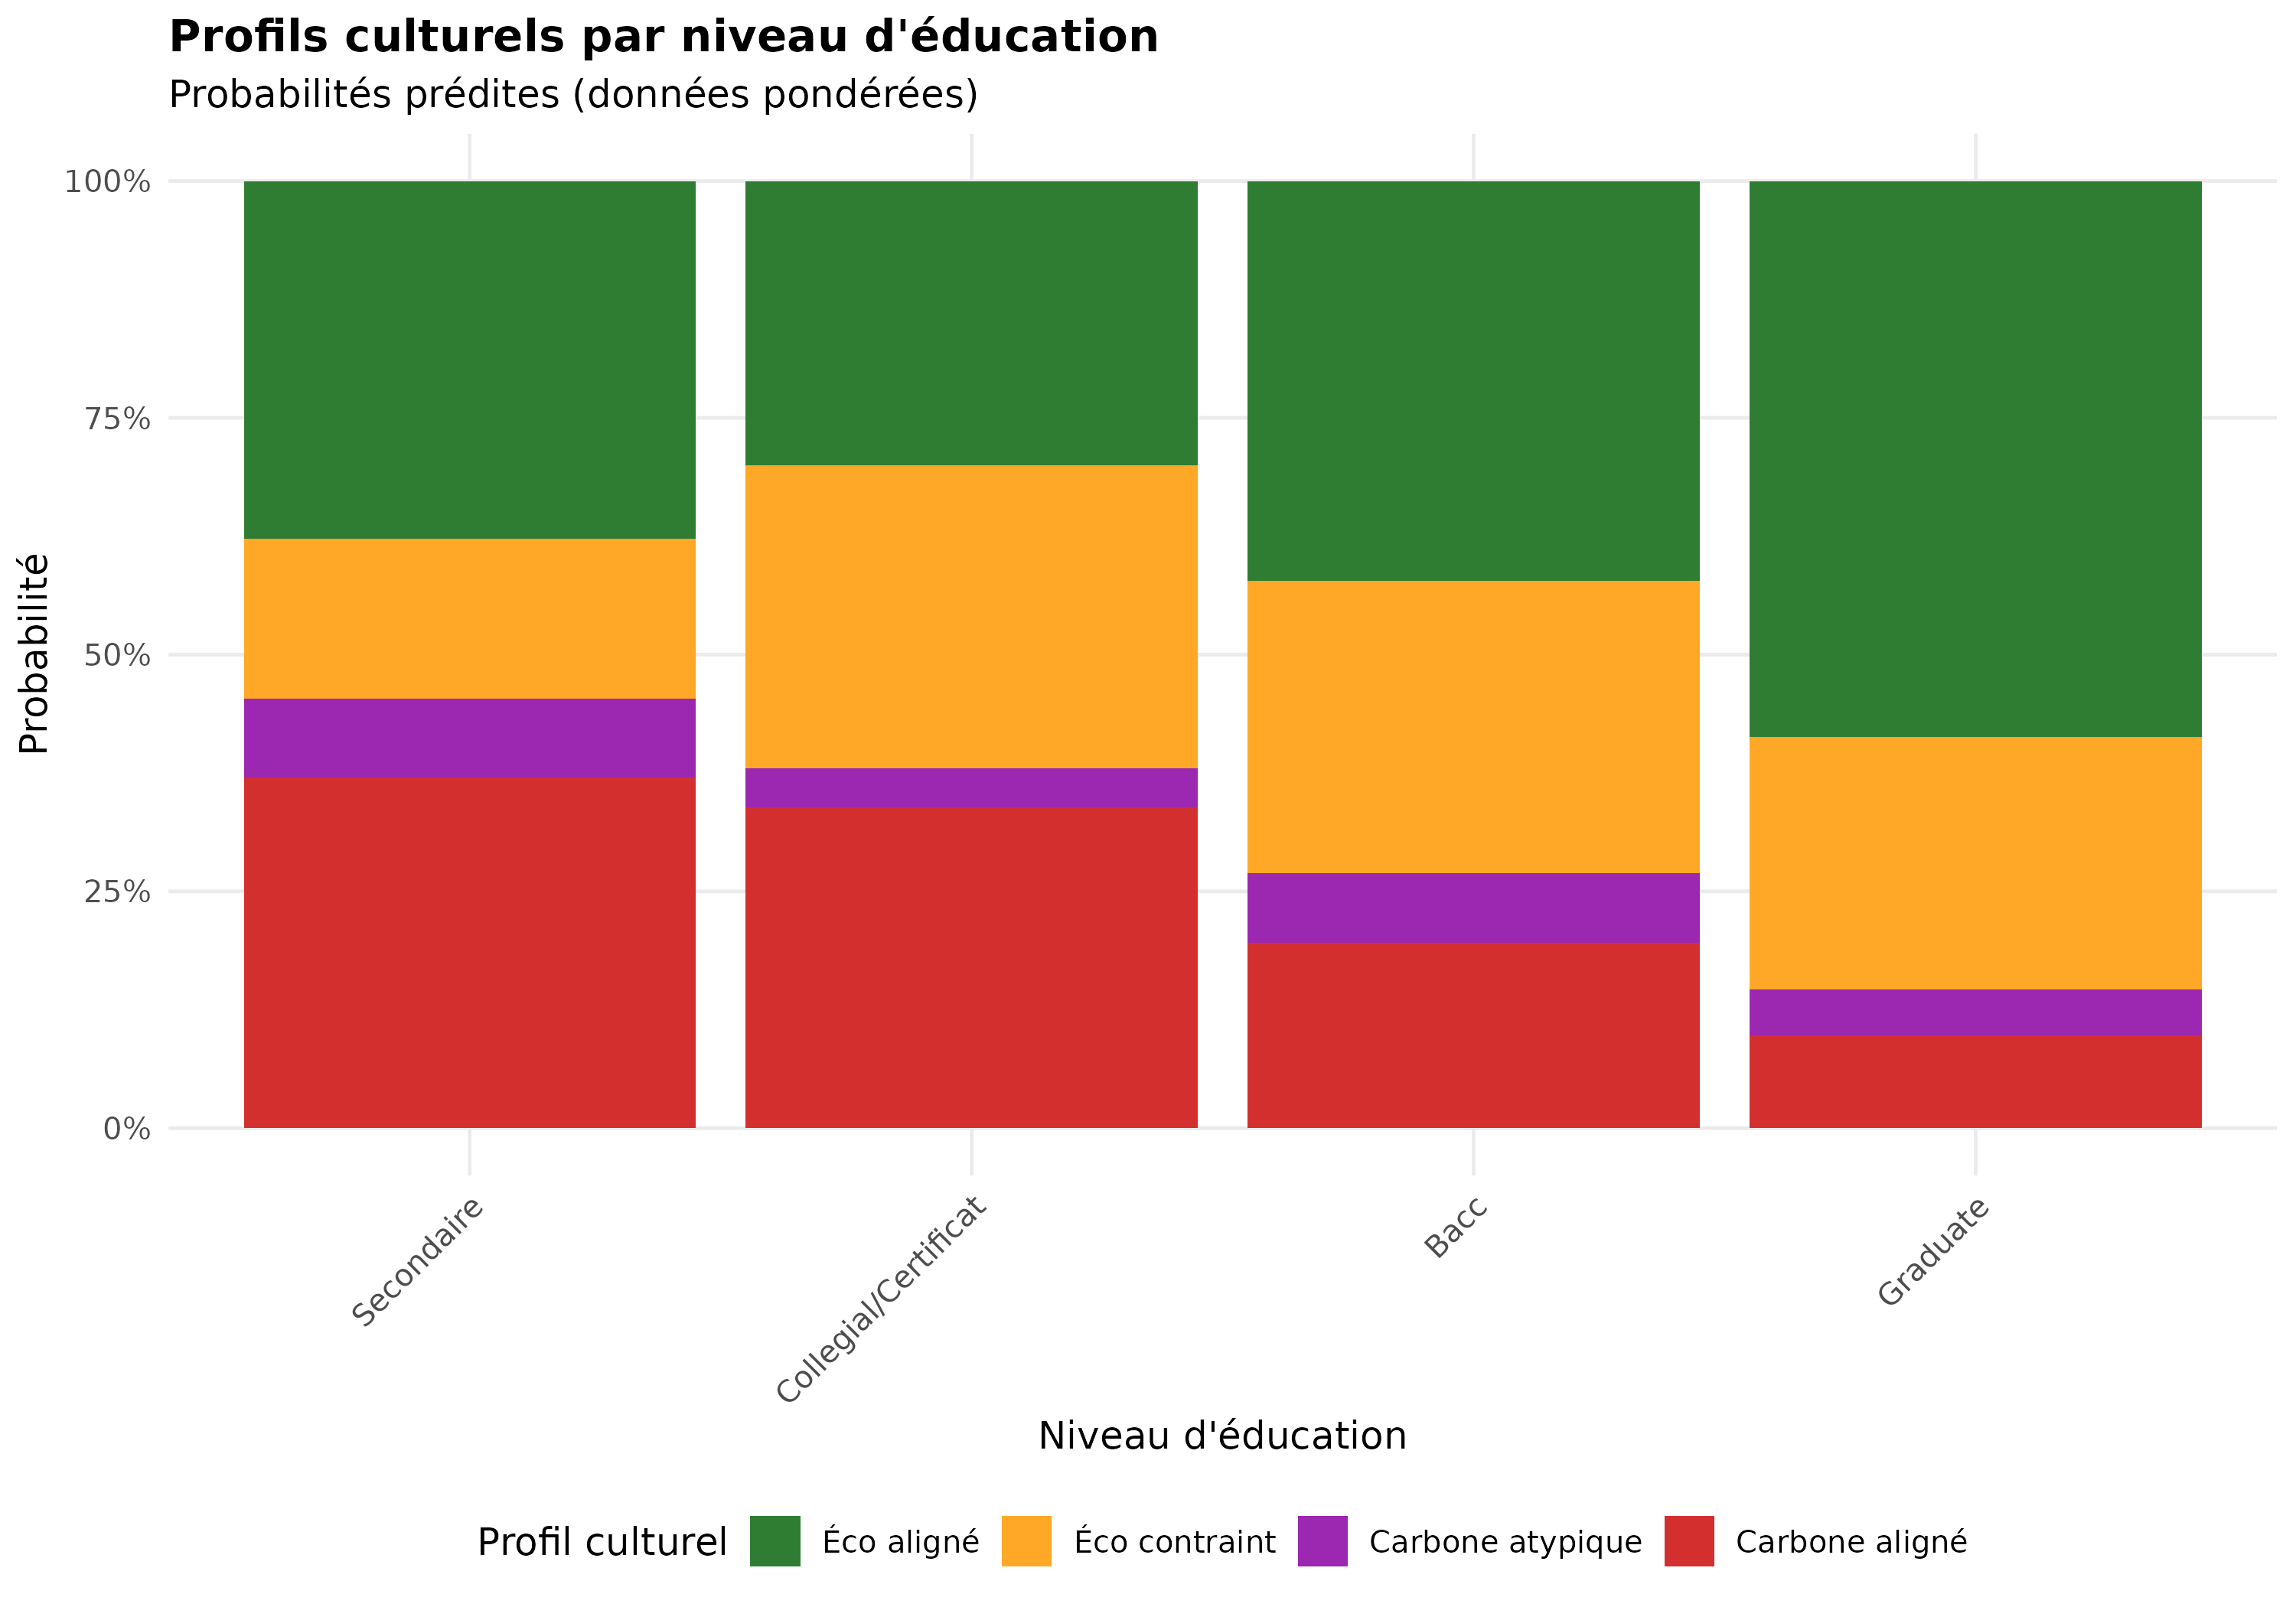 Profils culturels par niveau d'éducation
Probabilités prédites (données pondérées)
Probabilité
100%
75%
50%
25%
0%
Secondaire
Collegial/Certificat
Bacc
Graduate
Niveau d'éducation
Profil culturel
Éco aligné
Éco contraint
Carbone atypique
Carbone aligné